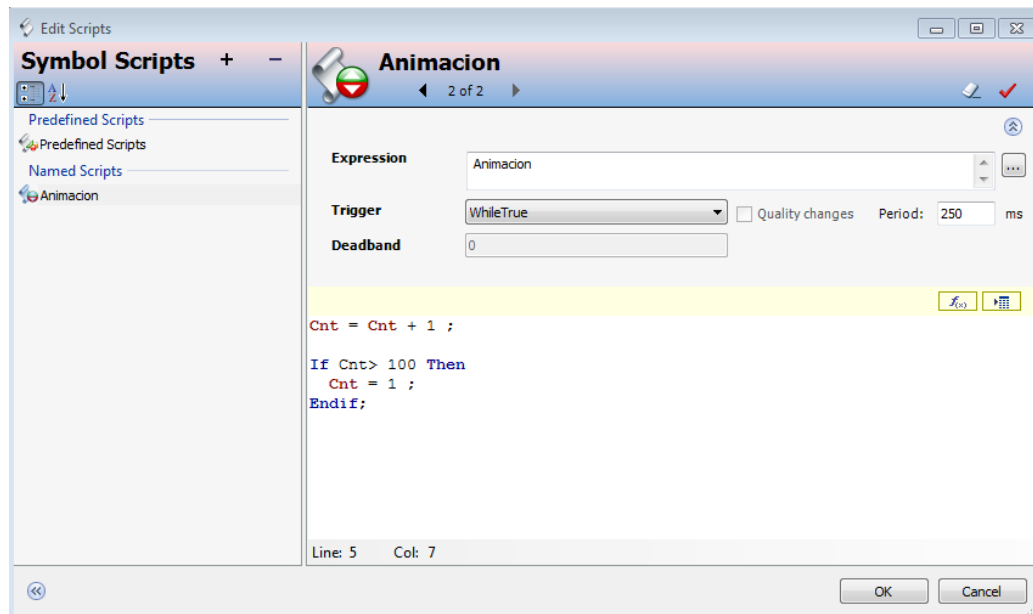 Edit Scripts
Symbol Scripts + −
Predefined Scripts
Predefined Scripts
Named Scripts
Animacion
Animacion
2 of 2
Expression
Animacion
...
Trigger
WhileTrue
Quality changes
Period:
250
ms
Deadband
0
f(x)
Cnt = Cnt + 1 ;
If Cnt> 100 Then
Cnt = 1 ;
Endif;
Line: 5 Col: 7
OK
Cancel